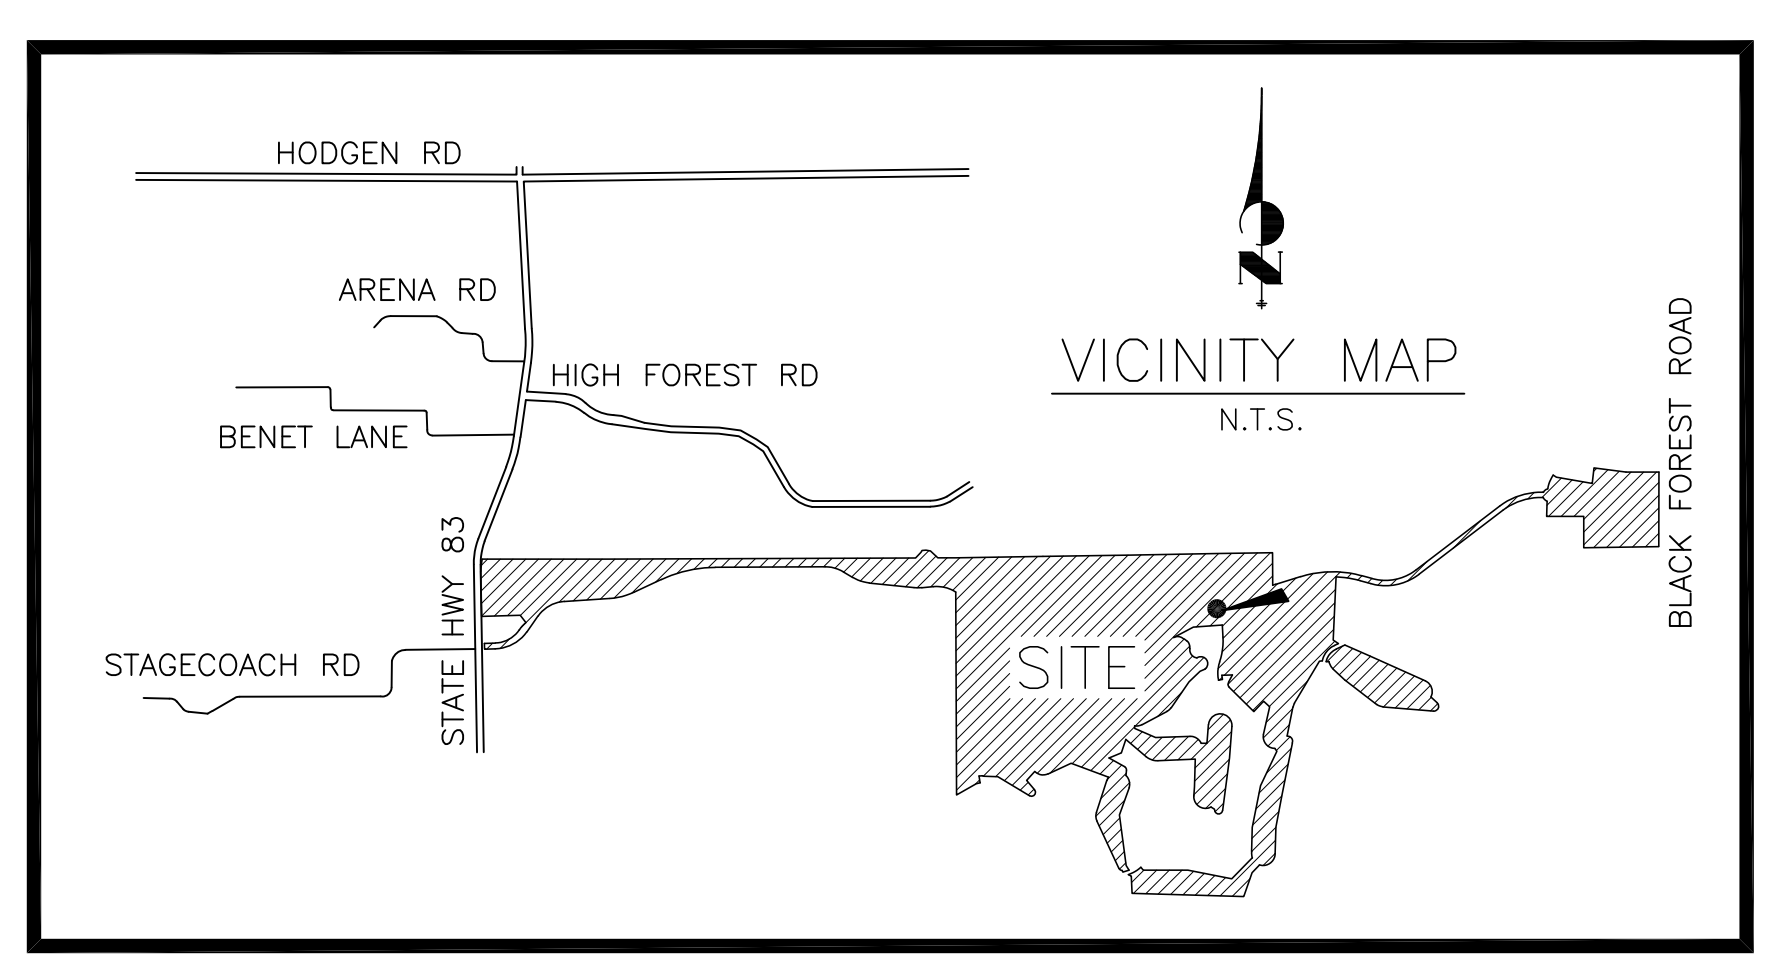 HODGEN RD
N
ARENA RD
VICINITY MAP
N.T.S.
HIGH FOREST RD
BENET LANE
BLACK FOREST ROAD
STATE HWY 83
STAGECOACH RD
SITE